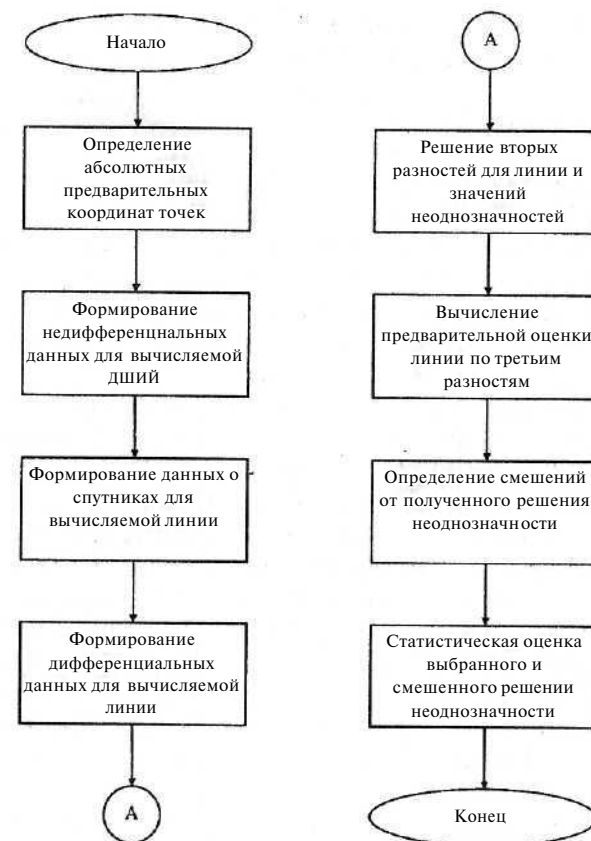 Начало
Определение
абсолютных
предварительных
координат точек
Формирование
недифференцнальных
данных для вычисляемой
ДШИЙ
Формирование данных о
спутниках для
вычисляемой линии
Формирование
дифференциальных
данных для вычисляемой
линии
А
А
Решение вторых
разностей для линии и
значений
неоднозначностей
Вычисление
предварительной оценки
линии по третьим
разностям
Определение смешений
от полученного решения
неоднозначности
Статистическая оценка
выбранного и
смешенного решении
неоднозначности
Конец